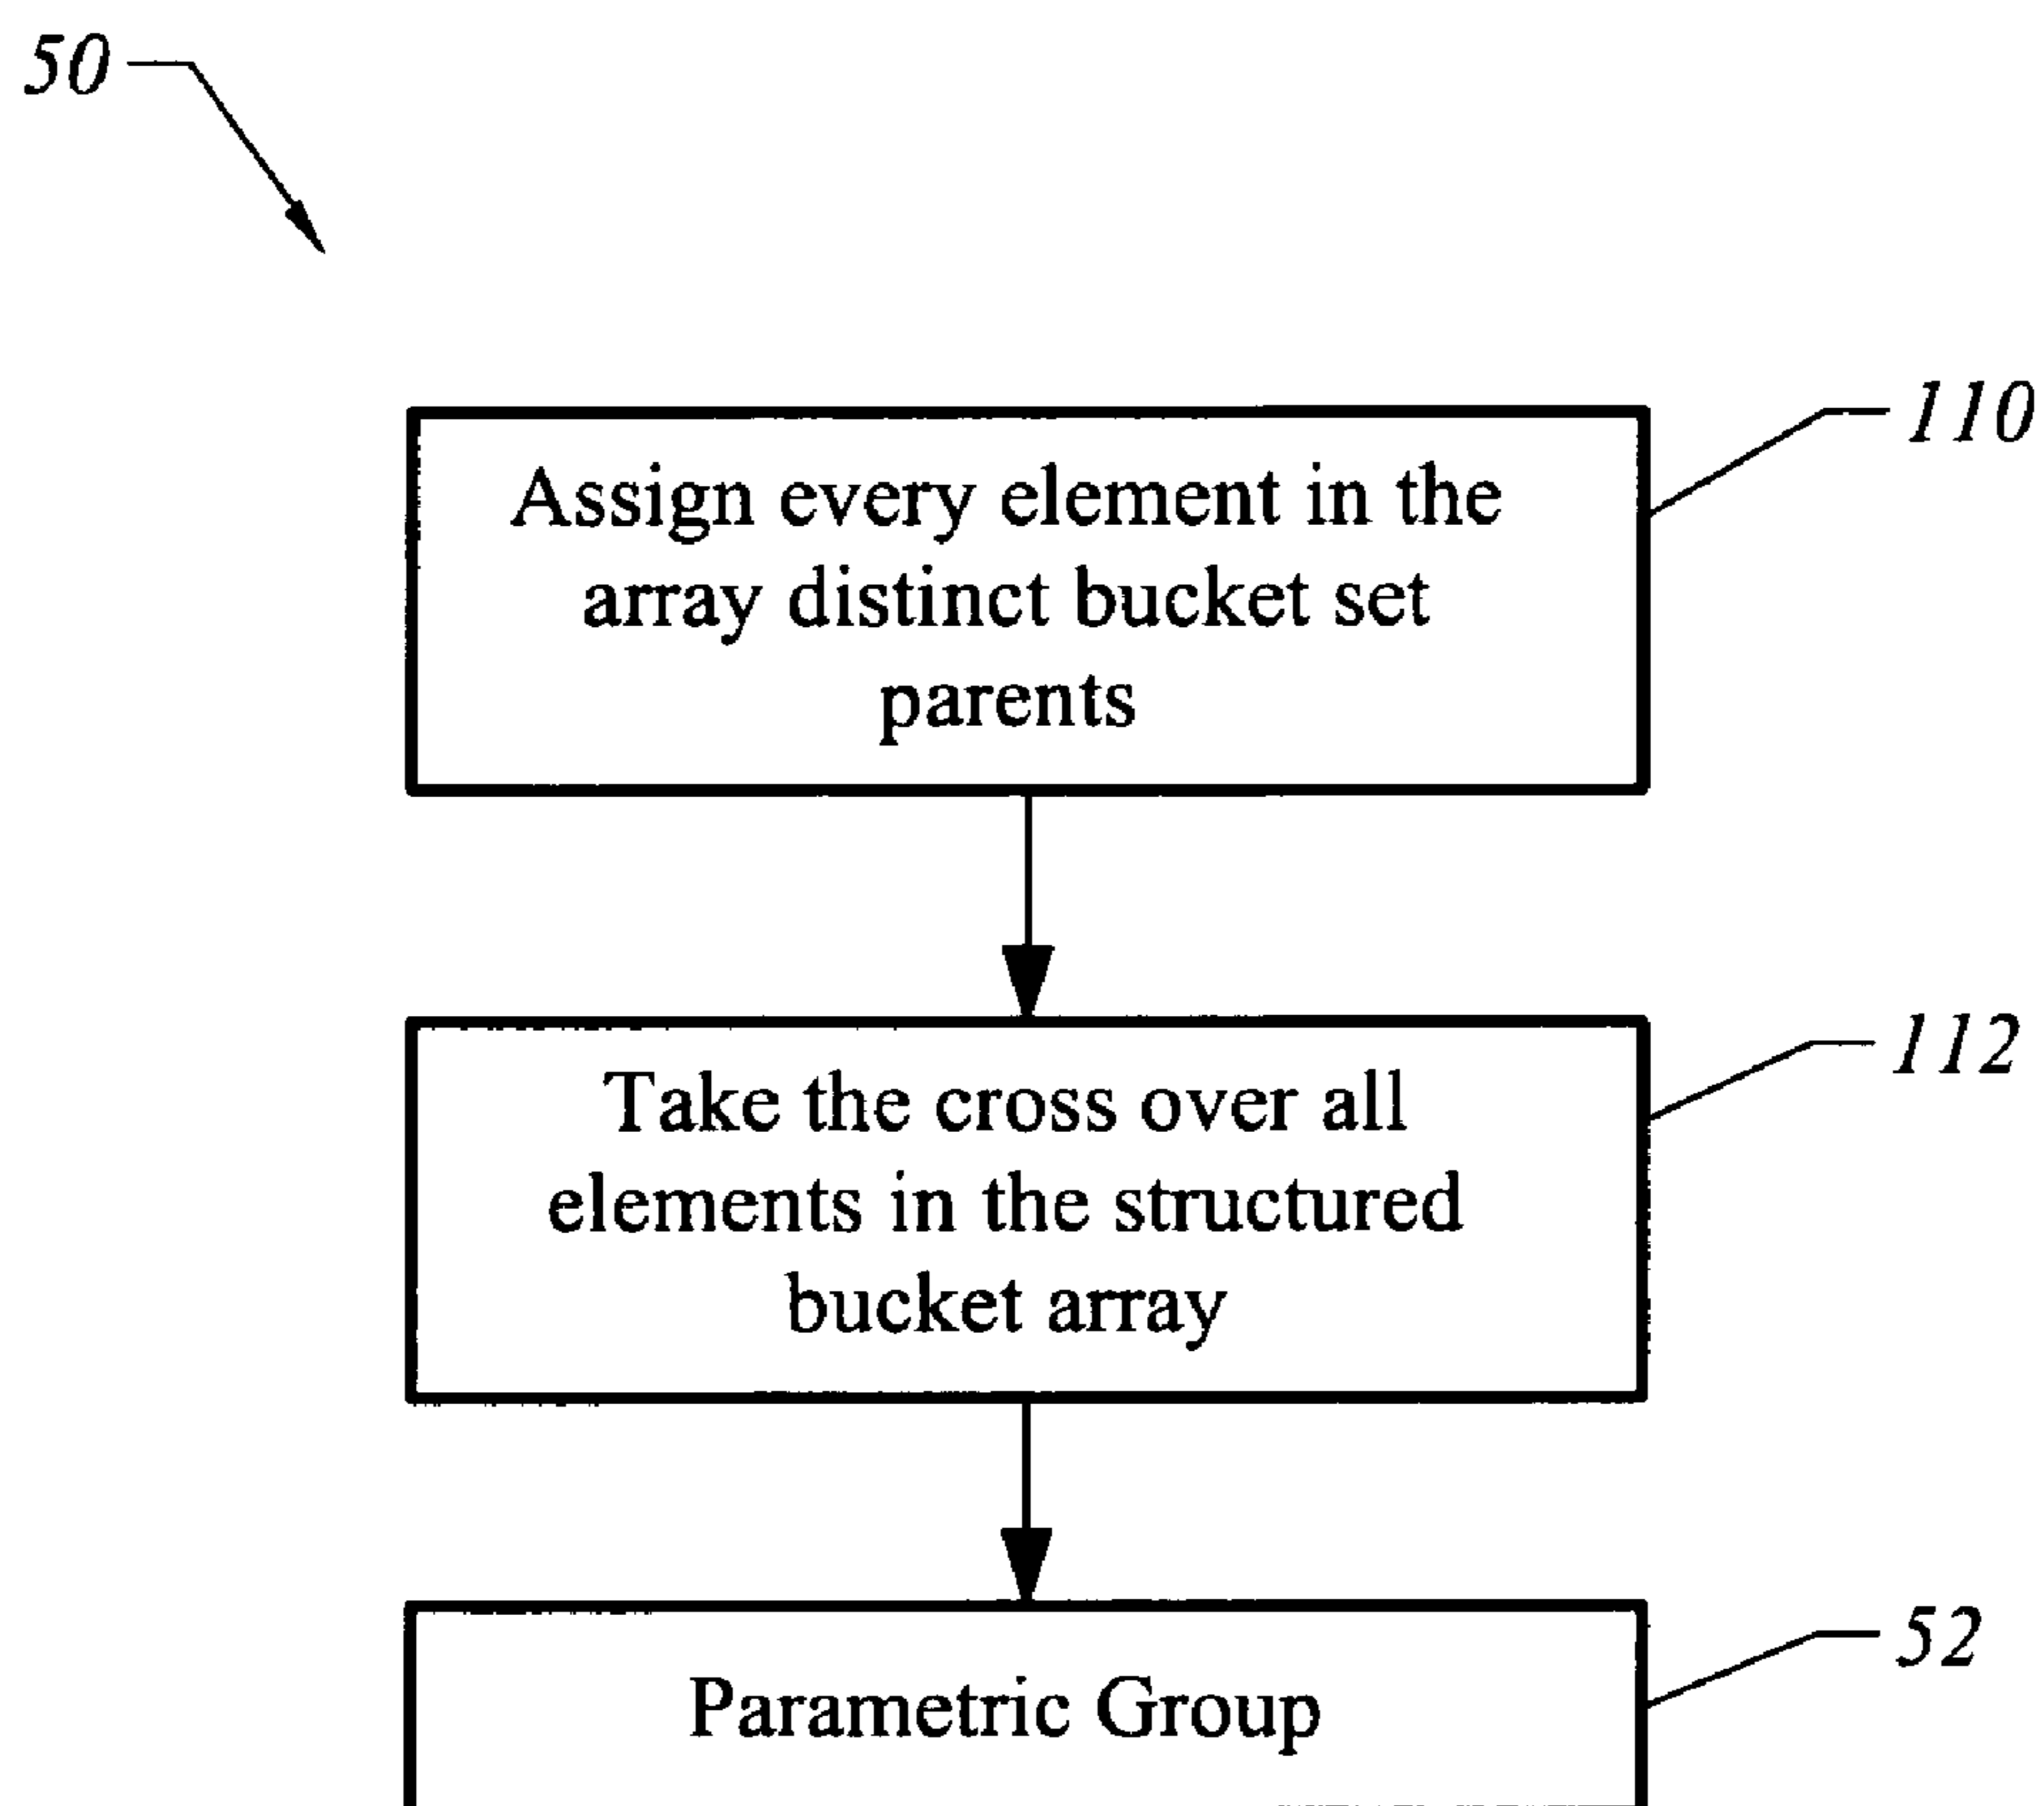 50
110
Assign every element in the
array distinct bucket set
parents
112
Take the cross over all
elements in the structured
bucket array
52
Parametric Group